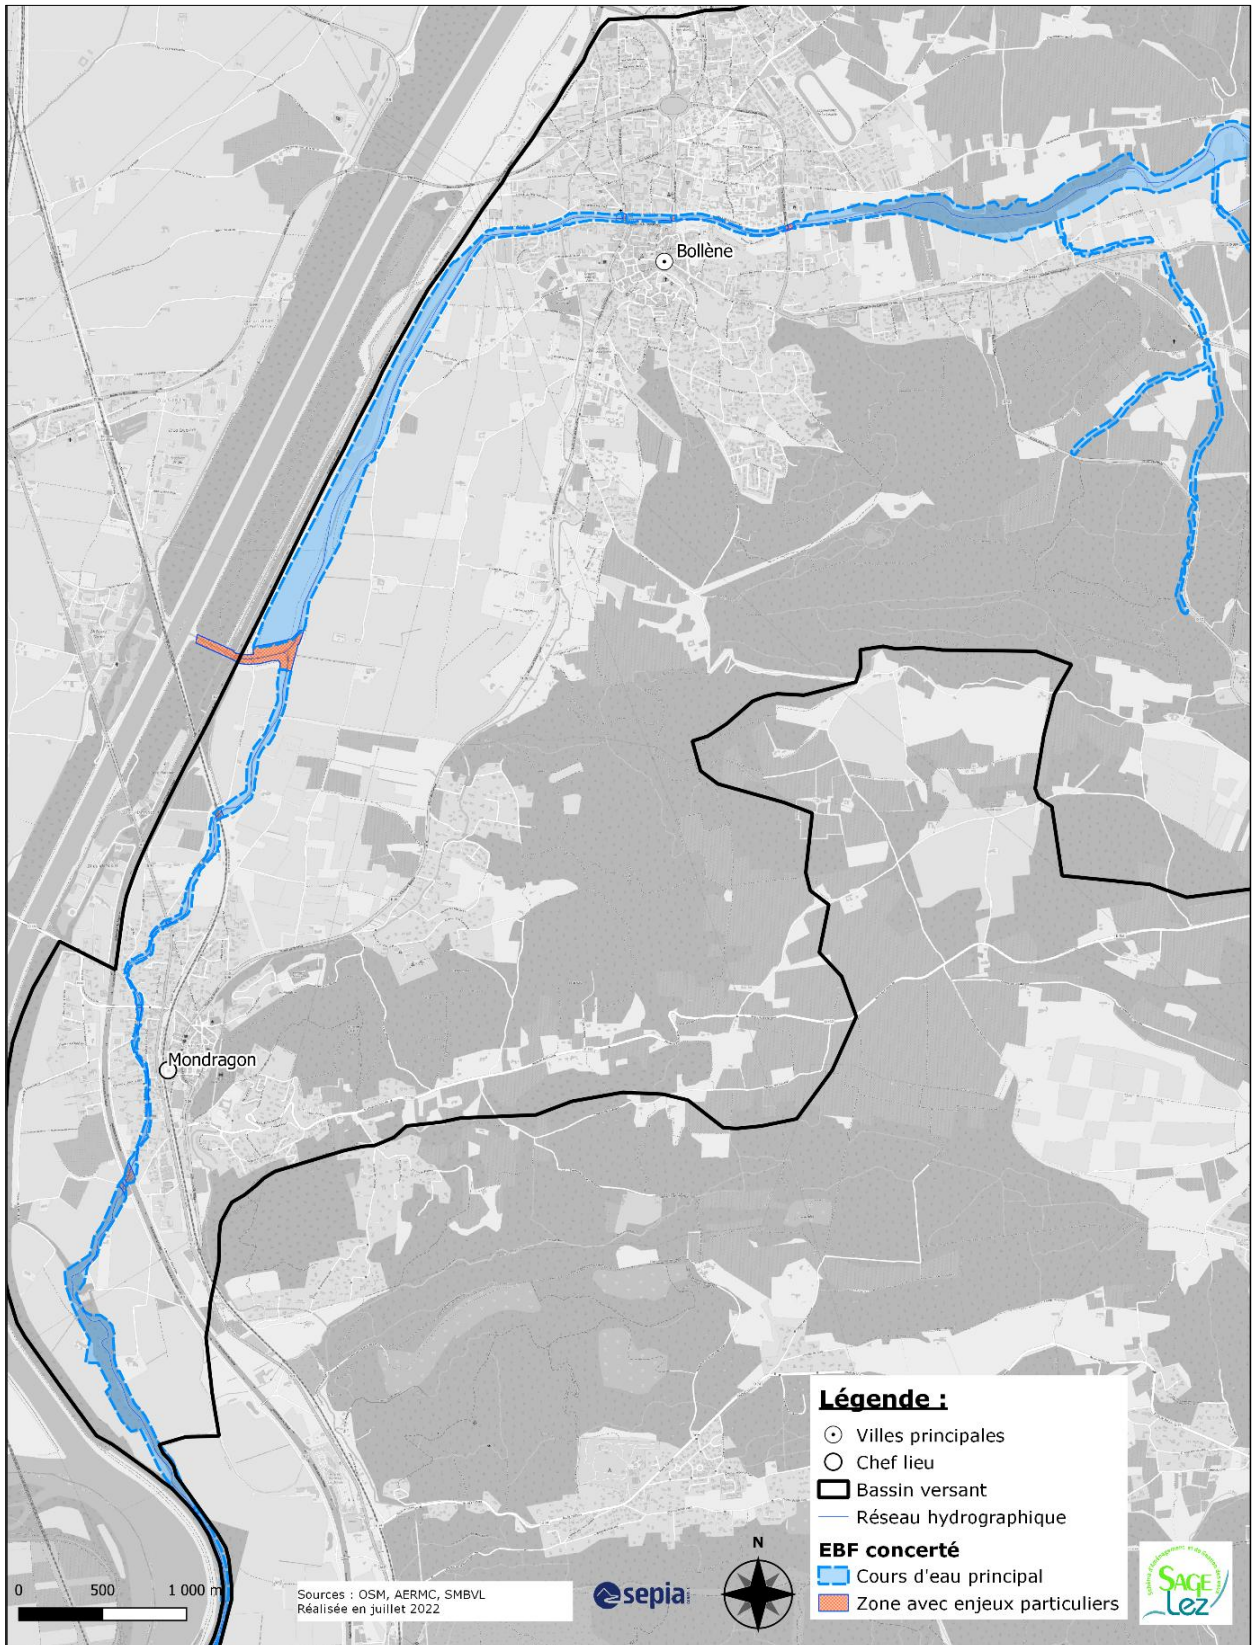 Bollène
Mondragon
Légende :
Villes principales
Chef lieu
Bassin versant
Réseau hydrographique
EBF concerté
Cours d'eau principal
Zone avec enjeux particuliers
0 500 1 000 m
Sources : OSM, AERMC, SMBVL
Réalisée en juillet 2022
sepia
N
SAGE
Lez